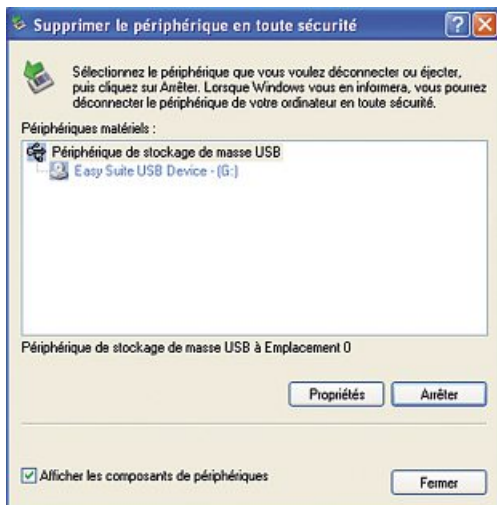 Supprimer le périphérique en toute sécurité
Sélectionnez le périphérique que vous voulez déconnecter ou éjecter,
puis cliquez sur Arrêter. Lorsque Windows vous en informera, vous pourrez
déconnecter le périphérique de votre ordinateur en toute sécurité.
Périphériques matériels :
Périphérique de stockage de masse USB
Easy Suite USB Device - (G:)
Périphérique de stockage de masse USB à Emplacement 0
Propriétés Arrêter
Afficher les composants de périphériques
Fermer